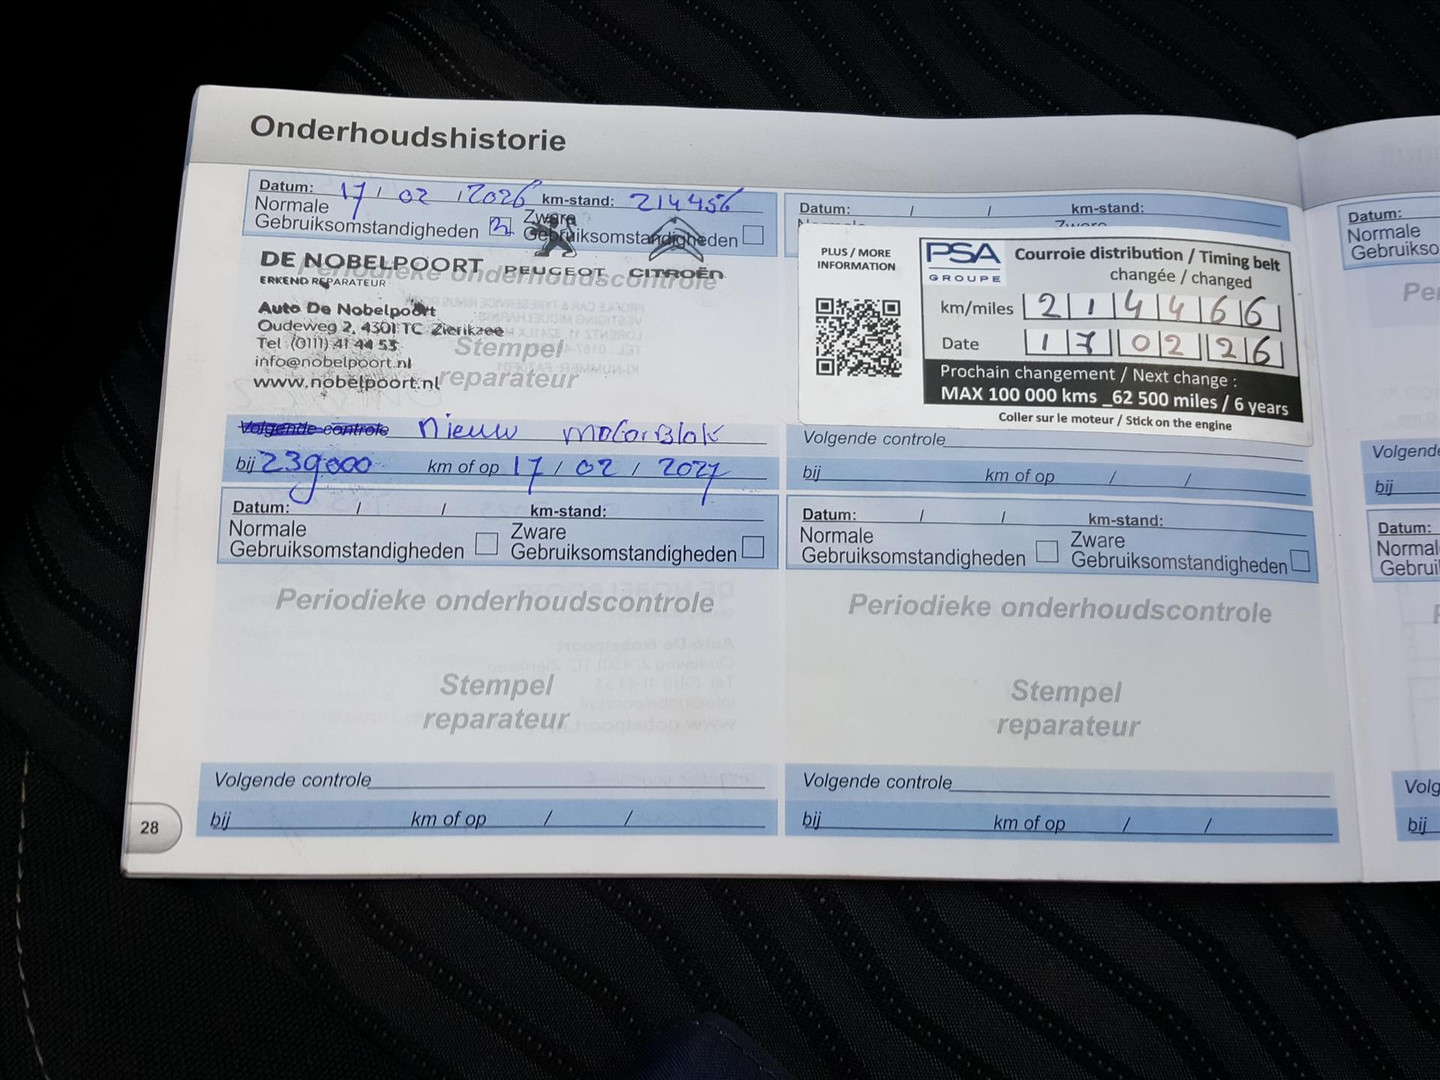 Onderhoudshistorie
Datum: 17 / 02 / 2026 km-stand: 214456
Normale Gebruiksomstandigheden
Zware Gebruiksomstandigheden
Periodieke onderhoudscontrole
DE NOBELPOORT PEUGEOT CITROËN
ERKEND REPARATEUR
Auto De Nobelpoort
Oudeweg 2, 4301 TC Zierikzee
Tel (0111) 41 44 53
info@nobelpoort.nl
www.nobelpoort.nl
Stempel
reparateur
Volgende controle nieuw motorblok
bij 239000 km of op 17 / 02 / 2027
Datum: / / km-stand:
PLUS / MORE
INFORMATION
PSA
GROUPE
Courroie distribution / Timing belt
changée / changed
km/miles 214466
Date 17 02 26
Prochain changement / Next change :
MAX 100 000 kms _62 500 miles / 6 years
Coller sur le moteur / Stick on the engine
Volgende controle
bij km of op / /
Datum: / / km-stand:
Normale
Gebruiksomstandigheden
Zware
Gebruiksomstandigheden
Periodieke onderhoudscontrole
Stempel
reparateur
Volgende controle
bij km of op / /
Datum: / / km-stand:
Normale
Gebruiksomstandigheden
Zware
Gebruiksomstandigheden
Periodieke onderhoudscontrole
Stempel
reparateur
Volgende controle
bij km of op / /
28
Datum:
Normale
bij
Datum:
bij